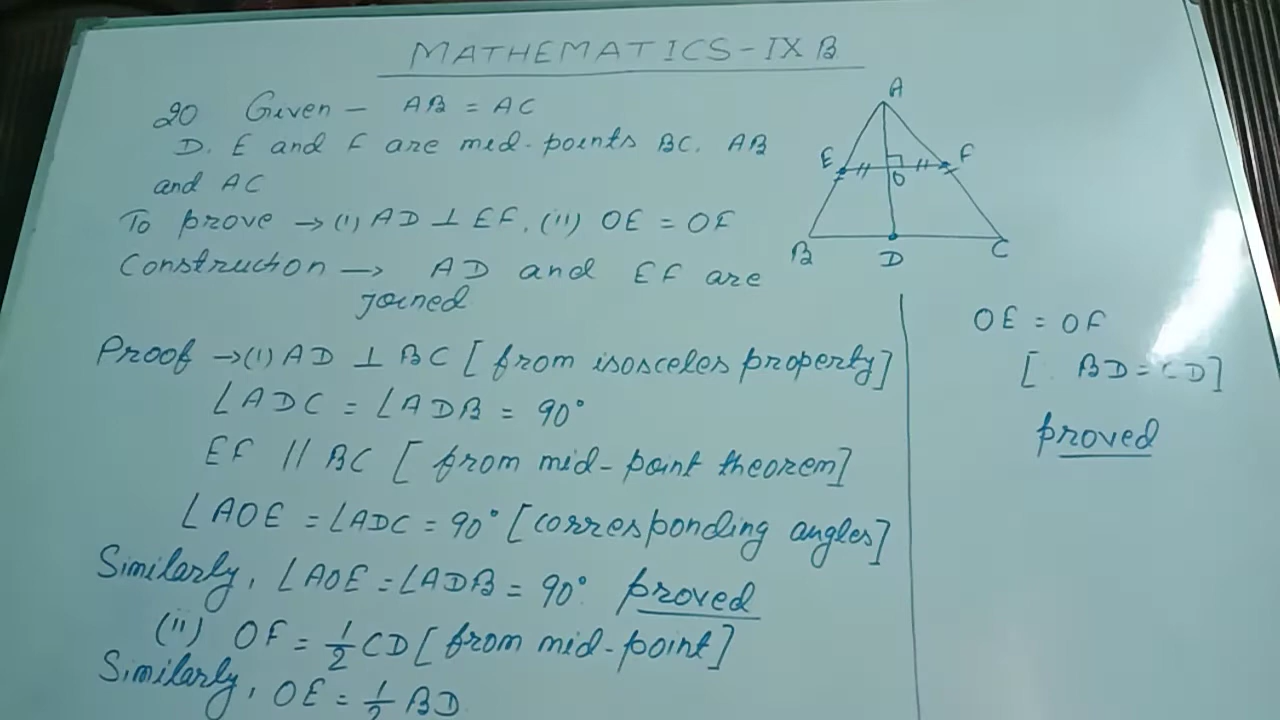 MATHEMATICS - IX B
20 Given - AB = AC
D. E and F are mid-points BC, AB
and AC
To prove → (i) AD ⊥ EF, (ii) OE = OF
Construction → AD and EF are
joined
Proof → (i) AD ⊥ BC [from isosceles property]
∠ADC = ∠ADB = 90°
EF // BC [from mid-point theorem]
∠AOE = ∠ADC = 90° [corresponding angles]
Similarly, ∠AOE = ∠ADB = 90° proved
(ii) OF = 1/2 CD [from mid-point]
Similarly, OE = 1/2 BD
A
E
F
O
B
D
C
OE = OF
[ BD = CD]
proved